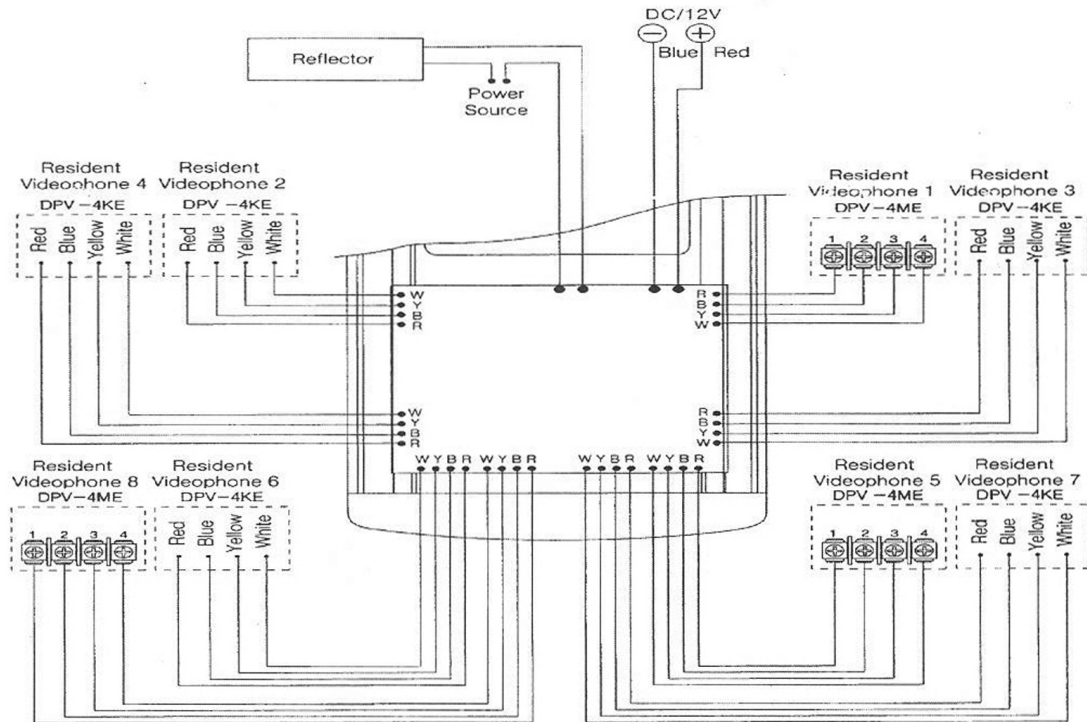 DC/12V
− +
Blue Red
Reflector
Power
Source
Resident
Videophone 4
DPV-4KE
Red Blue Yellow White
Resident
Videophone 2
DPV-4KE
Red Blue Yellow White
Resident
Videophone 1
DPV-4ME
1 2 3 4
Resident
Videophone 3
DPV-4KE
Red Blue Yellow White
W
Y
B
R
R
B
Y
W
W
Y
B
R
R
B
Y
W
W Y B R W Y B R W Y B R W Y B R
Resident
Videophone 8
DPV-4ME
1 2 3 4
Resident
Videophone 6
DPV-4KE
Red Blue Yellow White
Resident
Videophone 5
DPV-4ME
1 2 3 4
Resident
Videophone 7
DPV-4KE
Red Blue Yellow White